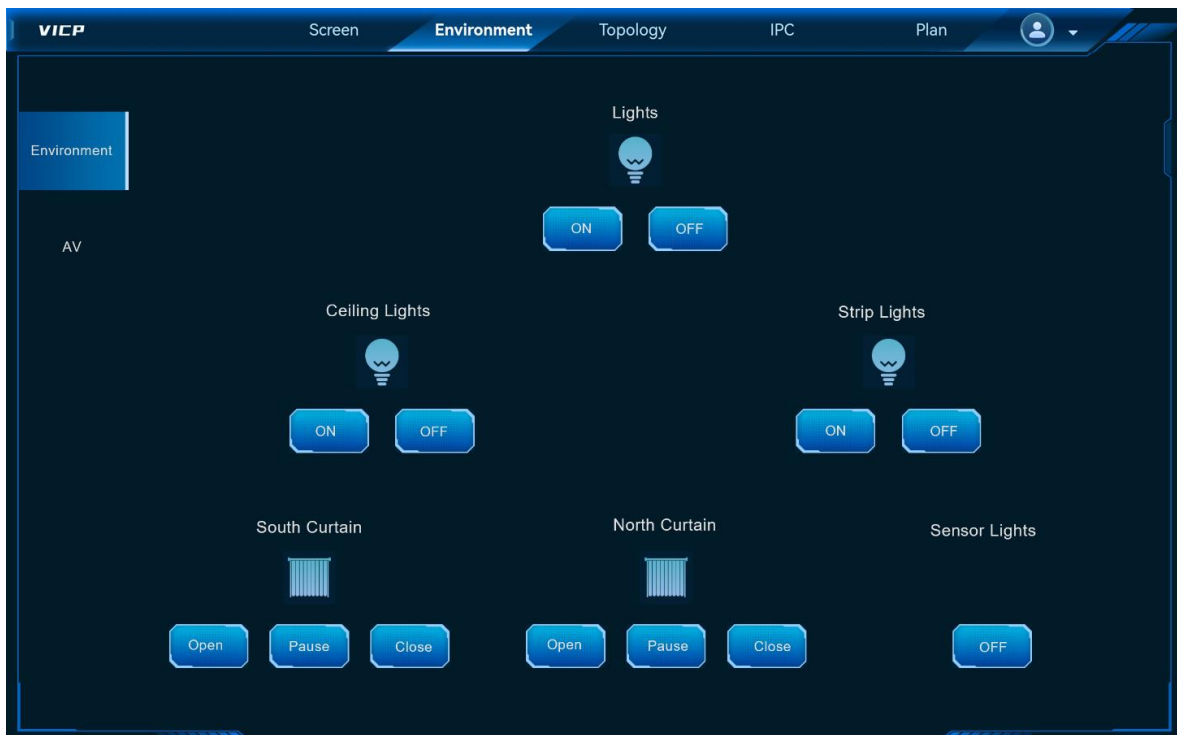 VICP Screen Environment Topology IPC Plan
Lights
Environment
ON OFF
AV
Ceiling Lights Strip Lights
ON OFF ON OFF
South Curtain North Curtain Sensor Lights
Open Pause Close Open Pause Close OFF